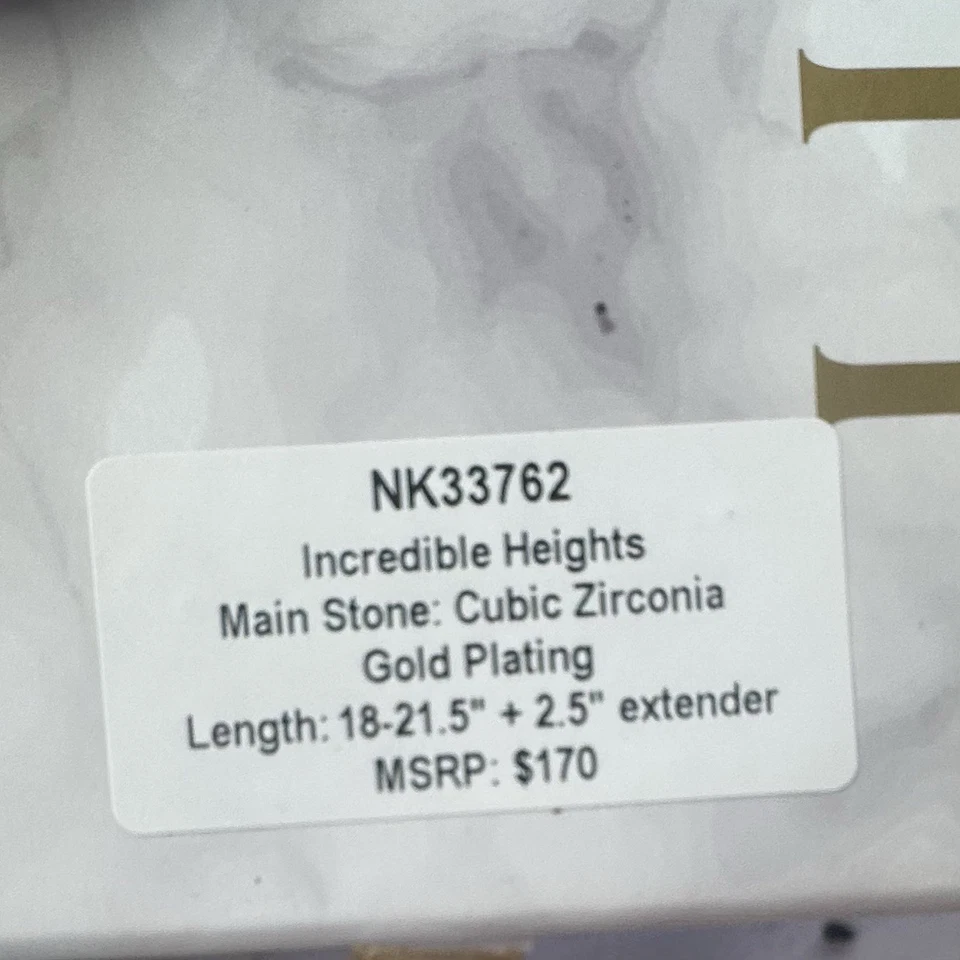 NK33762
Incredible Heights
Main Stone: Cubic Zirconia
Gold Plating
Length: 18-21.5" + 2.5" extender
MSRP: $170